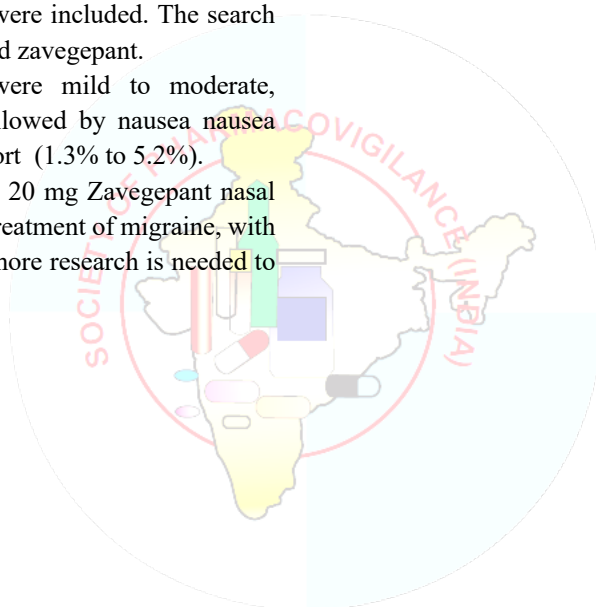 were included. The search
d zavegepant.
were mild to moderate,
llowed by nausea nausea
ort (1.3% to 5.2%).
20 mg Zavegepant nasal
reatment of migraine, with
more research is needed to
SOCIETY OF PHARMACOVIGILANCE (INDIA)